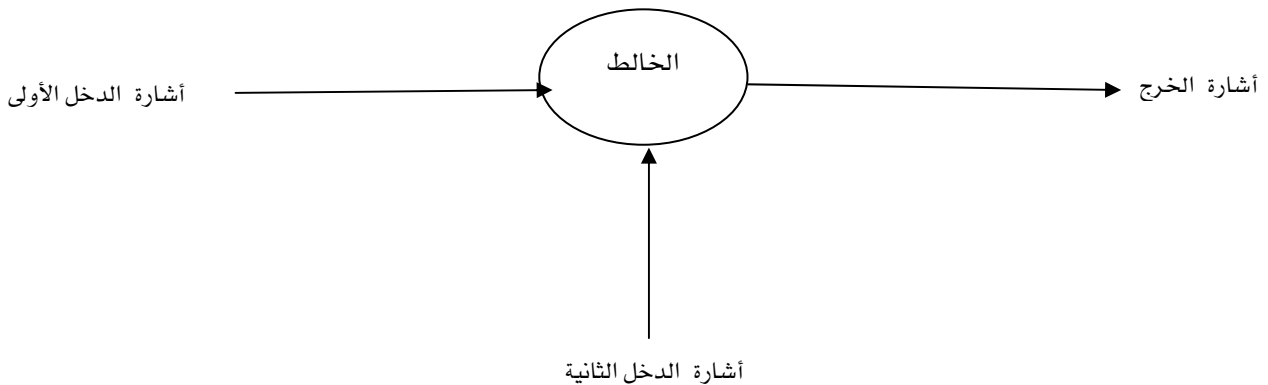 الخالط
أشارة الخرج
أشارة الدخل الأولى
أشارة الدخل الثانية